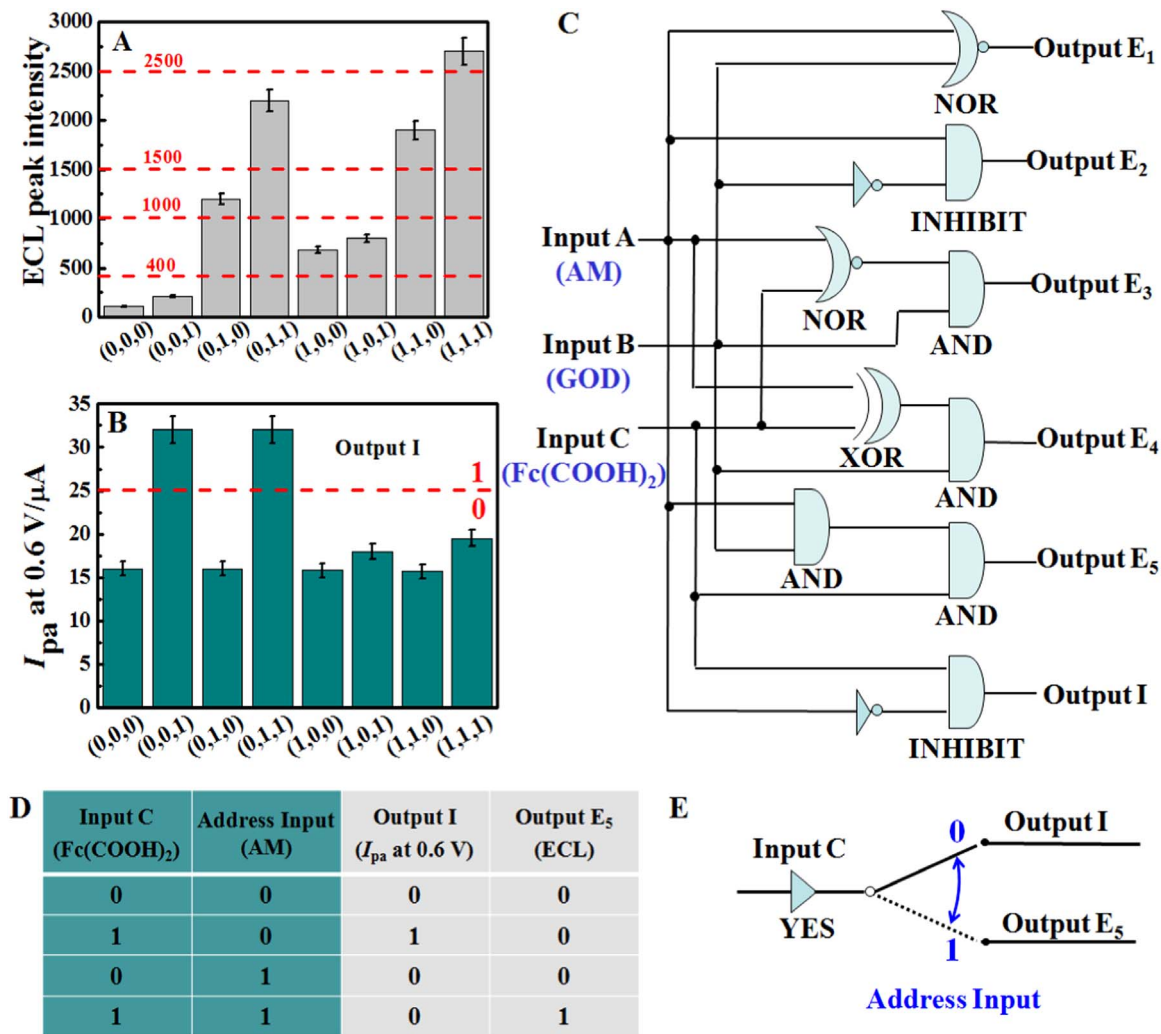 A
ECL peak intensity
3000
2500
2000
1500
1000
500
0
2500
1500
1000
400
(0,0,0)
(0,0,1)
(0,1,0)
(0,1,1)
(1,0,0)
(1,0,1)
(1,1,0)
(1,1,1)
B
Output I
Ipa at 0.6 V/μA
35
30
25
20
15
10
5
0
1
0
(0,0,0)
(0,0,1)
(0,1,0)
(0,1,1)
(1,0,0)
(1,0,1)
(1,1,0)
(1,1,1)
C
Output E1
NOR
Output E2
INHIBIT
Input A
(AM)
Output E3
NOR
AND
Input B
(GOD)
Input C
(Fc(COOH)2)
XOR
Output E4
AND
AND
Output E5
AND
Output I
INHIBIT
D
Input C Address Input Output I Output E5
(Fc(COOH)2) (AM) (Ipa at 0.6 V) (ECL)
0 0 0 0
1 0 1 0
0 1 0 0
1 1 0 1
E
Input C
YES
0
Output I
1
Output E5
Address Input